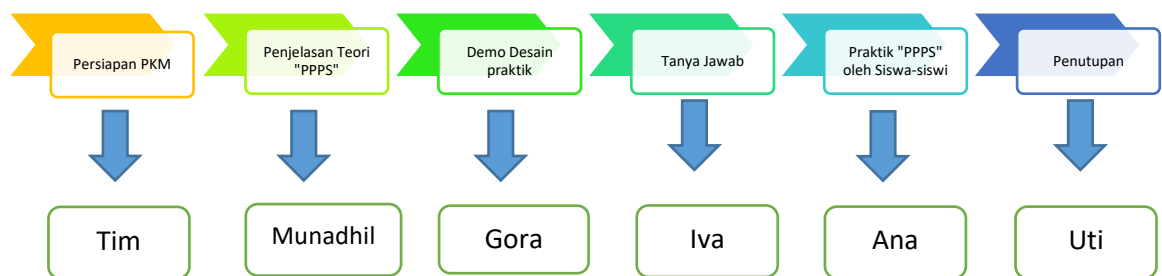 Persiapan PKM
Penjelasan Teori
"PPPS"
Demo Desain
praktik
Tanya Jawab
Praktik "PPPS"
oleh Siswa-siswi
Penutupan
Tim
Munadhil
Gora
Iva
Ana
Uti